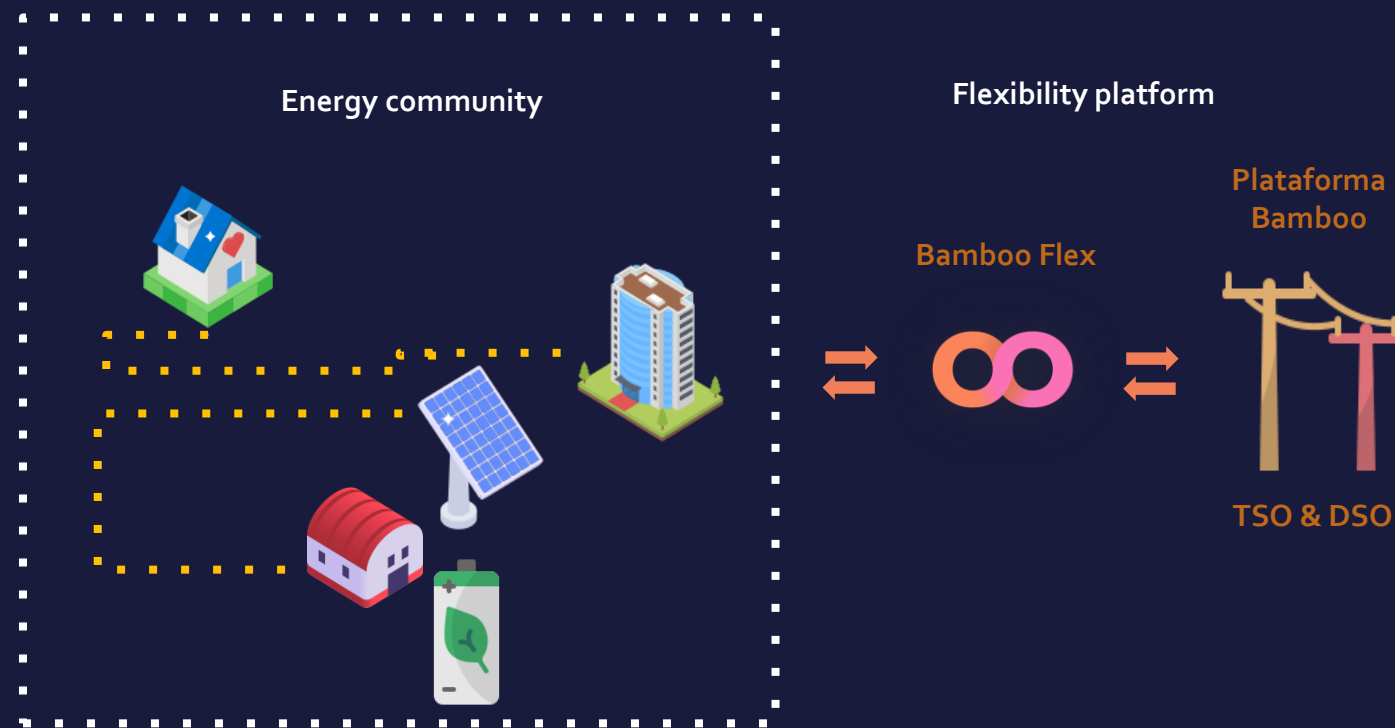 Energy community
Flexibility platform
Plataforma
Bamboo
Bamboo Flex
TSO & DSO